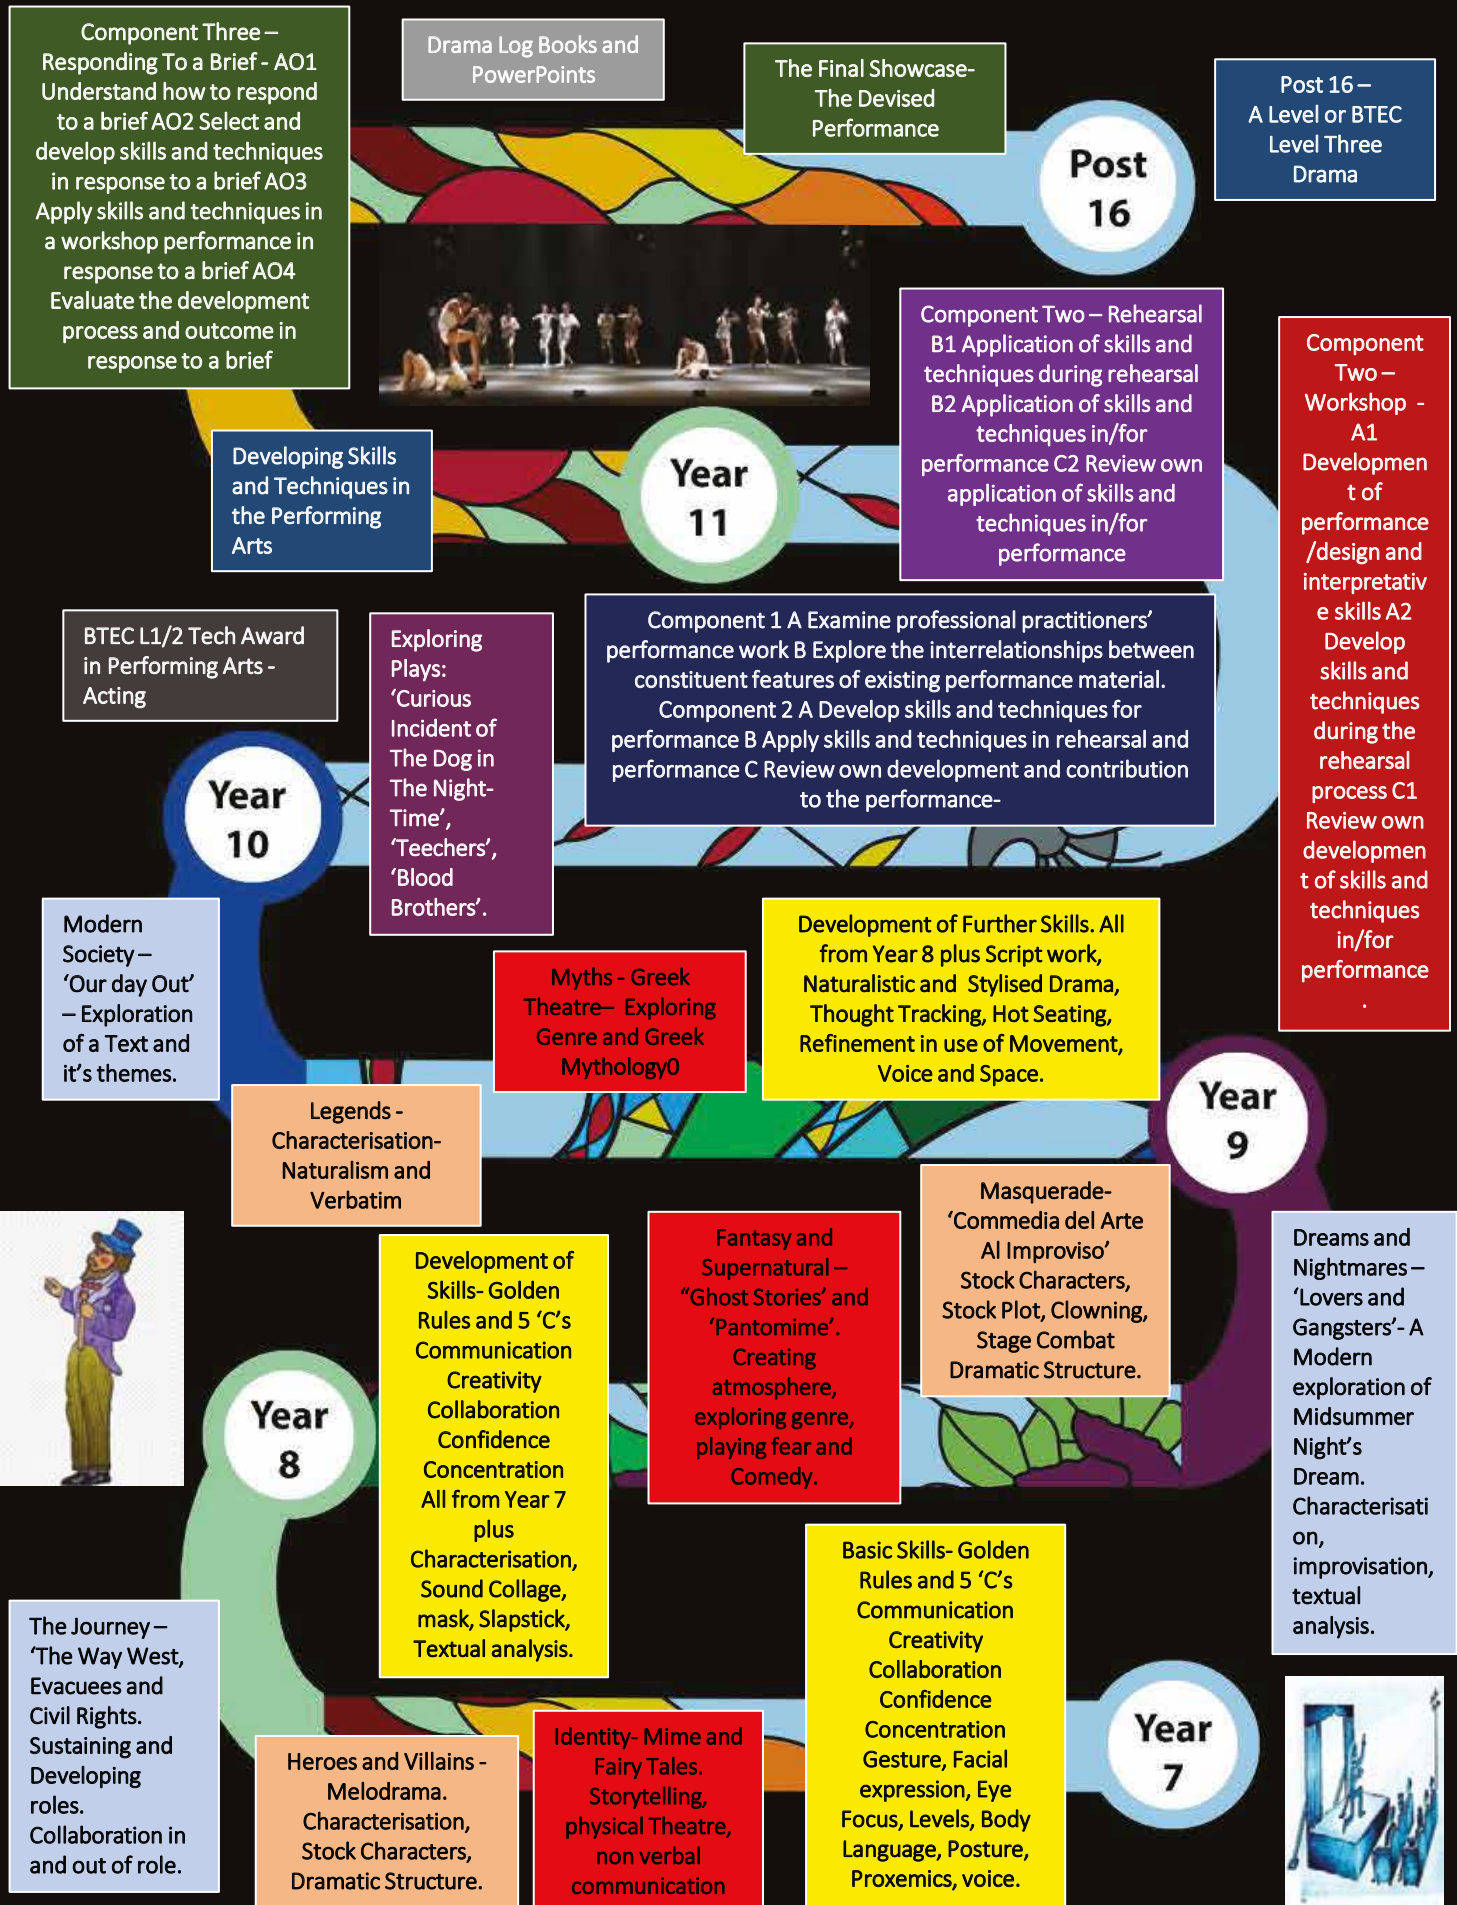 Component Three –
Responding To a Brief - AO1
Understand how to respond
to a brief AO2 Select and
develop skills and techniques
in response to a brief AO3
Apply skills and techniques in
a workshop performance in
response to a brief AO4
Evaluate the development
process and outcome in
response to a brief
Drama Log Books and
PowerPoints
The Final Showcase-
The Devised
Performance
Post
16
Post 16 –
A Level or BTEC
Level Three
Drama
Component Two – Rehearsal
B1 Application of skills and
techniques during rehearsal
B2 Application of skills and
techniques in/for
performance C2 Review own
application of skills and
techniques in/for
performance
Component
Two –
Workshop -
A1
Developmen
t of
performance
/design and
interpretativ
e skills A2
Develop
skills and
techniques
during the
rehearsal
process C1
Review own
developmen
t of skills and
techniques
in/for
performance
.
Developing Skills
and Techniques in
the Performing
Arts
Year
11
BTEC L1/2 Tech Award
in Performing Arts -
Acting
Exploring
Plays:
‘Curious
Incident of
The Dog in
The Night-
Time’,
‘Teechers’,
‘Blood
Brothers’.
Component 1 A Examine professional practitioners’
performance work B Explore the interrelationships between
constituent features of existing performance material.
Component 2 A Develop skills and techniques for
performance B Apply skills and techniques in rehearsal and
performance C Review own development and contribution
to the performance-
Year
10
Modern
Society –
‘Our day Out’
– Exploration
of a Text and
it’s themes.
Myths - Greek
Theatre– Exploring
Genre and Greek
Mythology0
Development of Further Skills. All
from Year 8 plus Script work,
Naturalistic and Stylised Drama,
Thought Tracking, Hot Seating,
Refinement in use of Movement,
Voice and Space.
Year
9
Legends -
Characterisation-
Naturalism and
Verbatim
Masquerade-
‘Commedia del Arte
Al Improviso’
Stock Characters,
Stock Plot, Clowning,
Stage Combat
Dramatic Structure.
Dreams and
Nightmares –
‘Lovers and
Gangsters’- A
Modern
exploration of
Midsummer
Night’s
Dream.
Characterisati
on,
improvisation,
textual
analysis.
Fantasy and
Supernatural –
“Ghost Stories’ and
‘Pantomime’.
Creating
atmosphere,
exploring genre,
playing fear and
Comedy.
Development of
Skills- Golden
Rules and 5 ‘C’s
Communication
Creativity
Collaboration
Confidence
Concentration
All from Year 7
plus
Characterisation,
Sound Collage,
mask, Slapstick,
Textual analysis.
Year
8
The Journey –
‘The Way West,
Evacuees and
Civil Rights.
Sustaining and
Developing
roles.
Collaboration in
and out of role.
Heroes and Villains -
Melodrama.
Characterisation,
Stock Characters,
Dramatic Structure.
Identity- Mime and
Fairy Tales.
Storytelling,
physical Theatre,
non verbal
communication
Basic Skills- Golden
Rules and 5 ‘C’s
Communication
Creativity
Collaboration
Confidence
Concentration
Gesture, Facial
expression, Eye
Focus, Levels, Body
Language, Posture,
Proxemics, voice.
Year
7